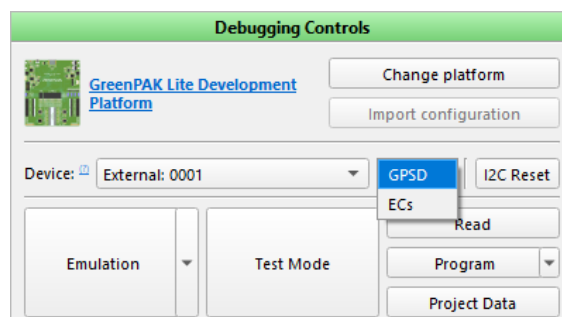 Debugging Controls
GreenPAK Lite Development
Platform
Change platform
Import configuration
Device: [?] External: 0001
GPSD
ECs
I2C Reset
Emulation
Test Mode
Read
Program
Project Data